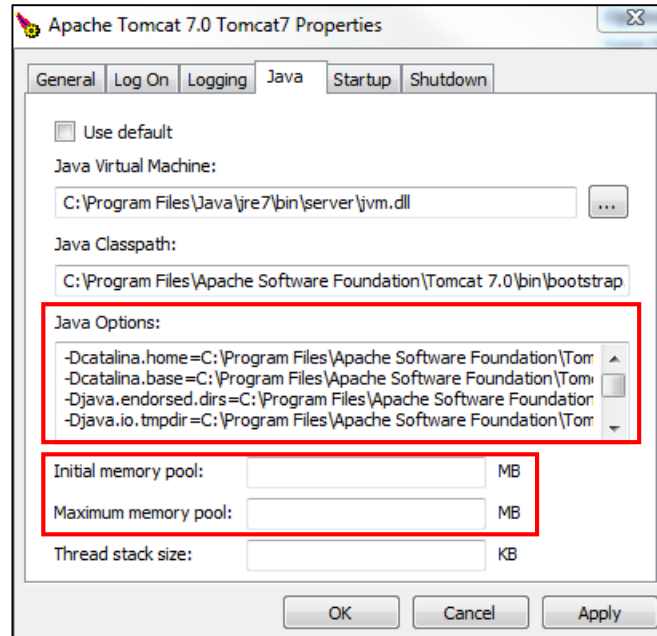 Apache Tomcat 7.0 Tomcat7 Properties
General Log On Logging Java Startup Shutdown
Use default
Java Virtual Machine:
C:\Program Files\Java\jre7\bin\server\jvm.dll ...
Java Classpath:
C:\Program Files\Apache Software Foundation\Tomcat 7.0\bin\bootstrap.
Java Options:
-Dcatalina.home=C:\Program Files\Apache Software Foundation\Tom
-Dcatalina.base=C:\Program Files\Apache Software Foundation\Tom
-Djava.endorsed.dirs=C:\Program Files\Apache Software Foundation
-Djava.io.tmpdir=C:\Program Files\Apache Software Foundation\Tom
Initial memory pool: MB
Maximum memory pool: MB
Thread stack size: KB
OK Cancel Apply